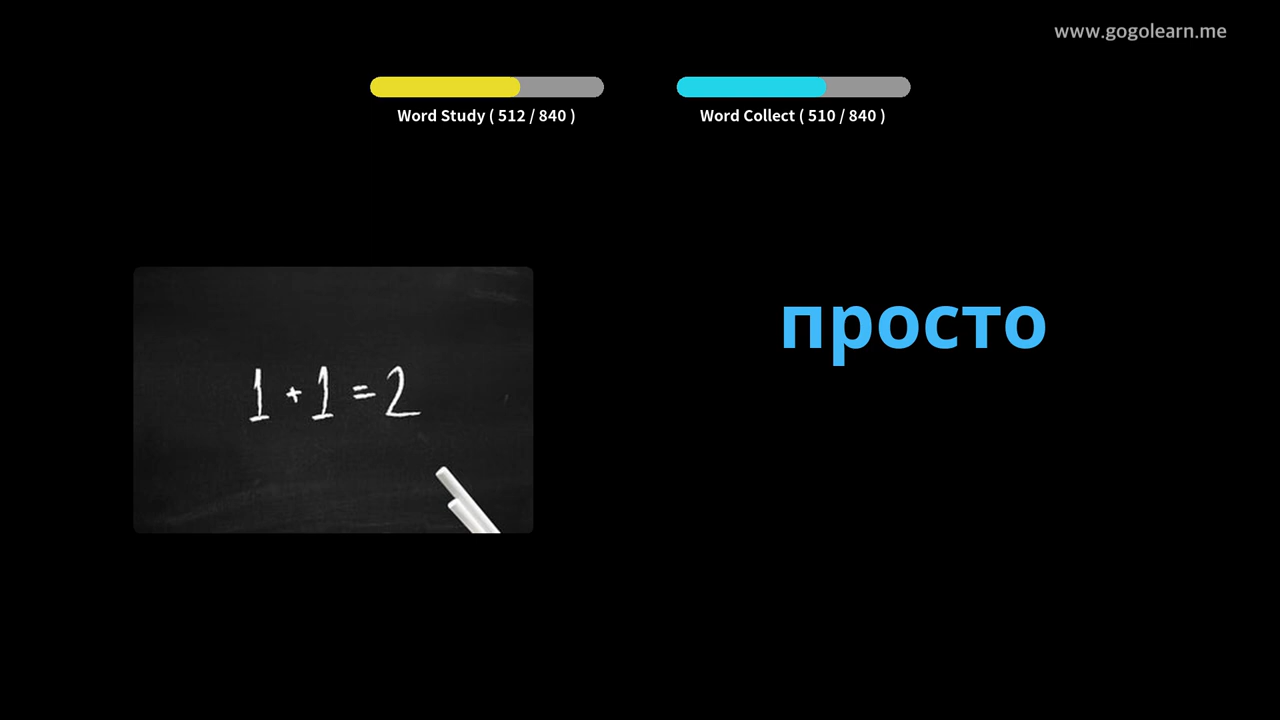 www.gogolearn.me
Word Study ( 512 / 840 )
Word Collect ( 510 / 840 )
просто
1 + 1 = 2